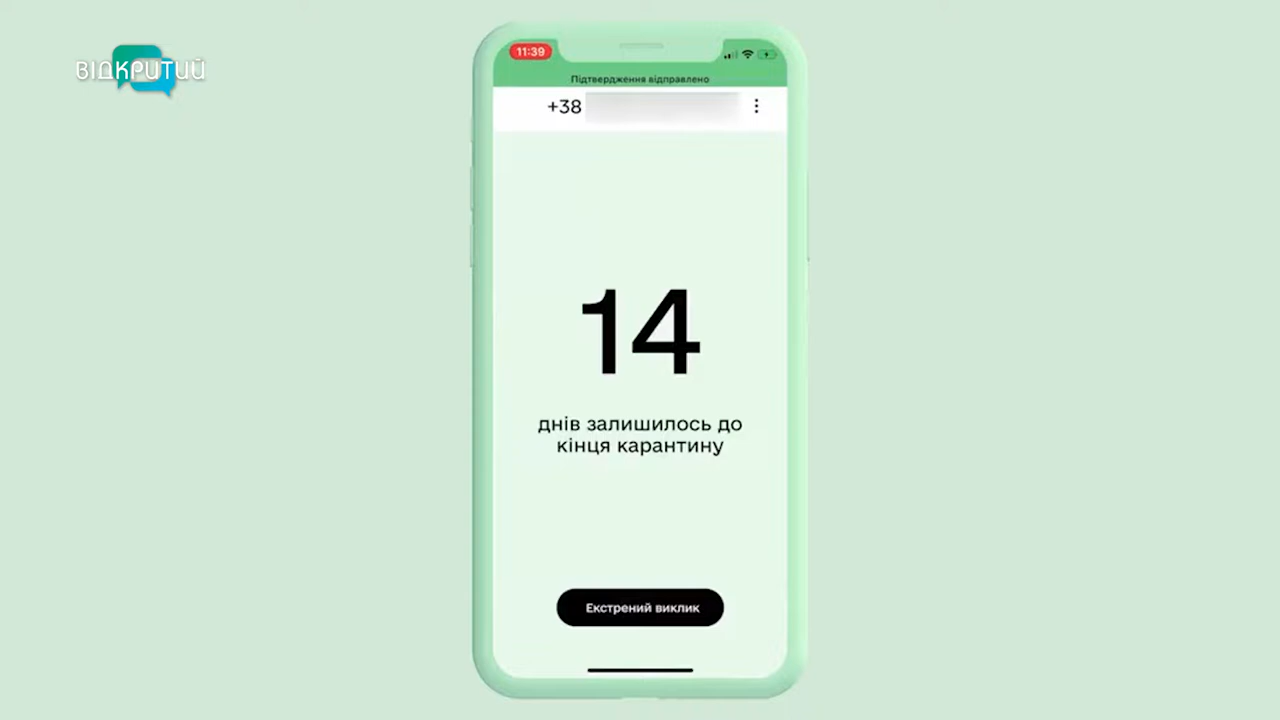 ВІДКРИТИЙ
11:39
Підтвердження відправлено
+38
14
днів залишилось до
кінця карантину
Екстрений виклик